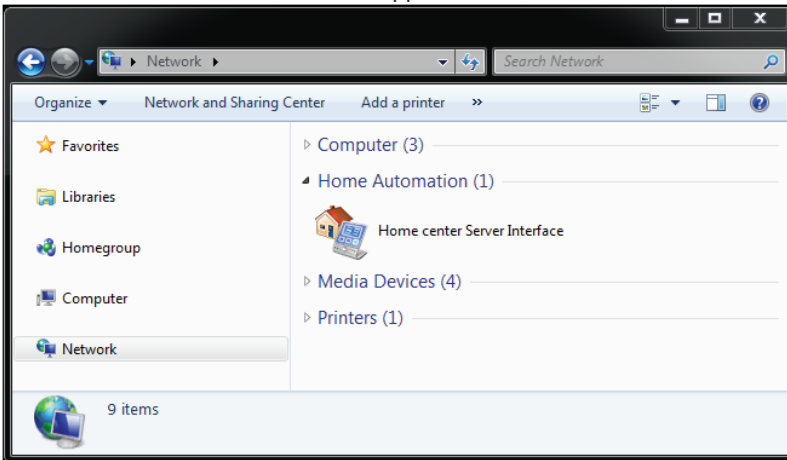 Network
Search Network
Organize
Network and Sharing Center
Add a printer
»
Favorites
Libraries
Homegroup
Computer
Network
Computer (3)
Home Automation (1)
Home center Server Interface
Media Devices (4)
Printers (1)
9 items